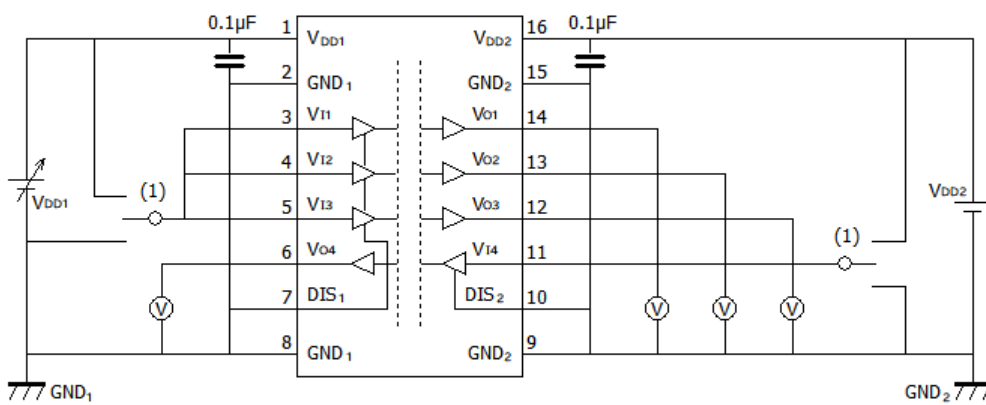 0.1µF 1 16 0.1µF
VDD1 VDD2
2 15
GND1 GND2
3 VI1 VO1 14
4 VI2 VO2 13
(1) VDD1 VDD2
5 VI3 VO3 12
(1)
6 VO4 VI4 11
7 DIS1 DIS2 10
V V V V
8 9
GND1 GND2
GND1 GND2